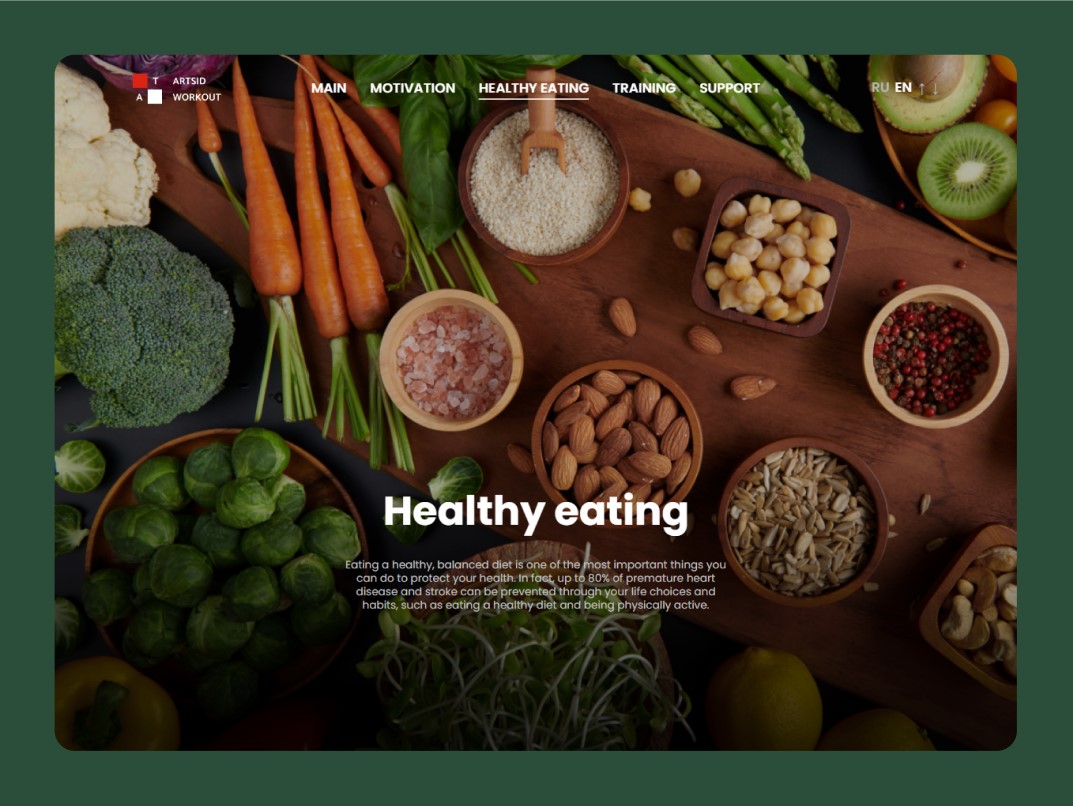 T ARTSID
A WORKOUT
MAIN MOTIVATION HEALTHY EATING TRAINING SUPPORT
RU EN ↑ ↓
Healthy eating
Eating a healthy, balanced diet is one of the most important things you
can do to protect your health. In fact, up to 80% of premature heart
disease and stroke can be prevented through your life choices and
habits, such as eating a healthy diet and being physically active.